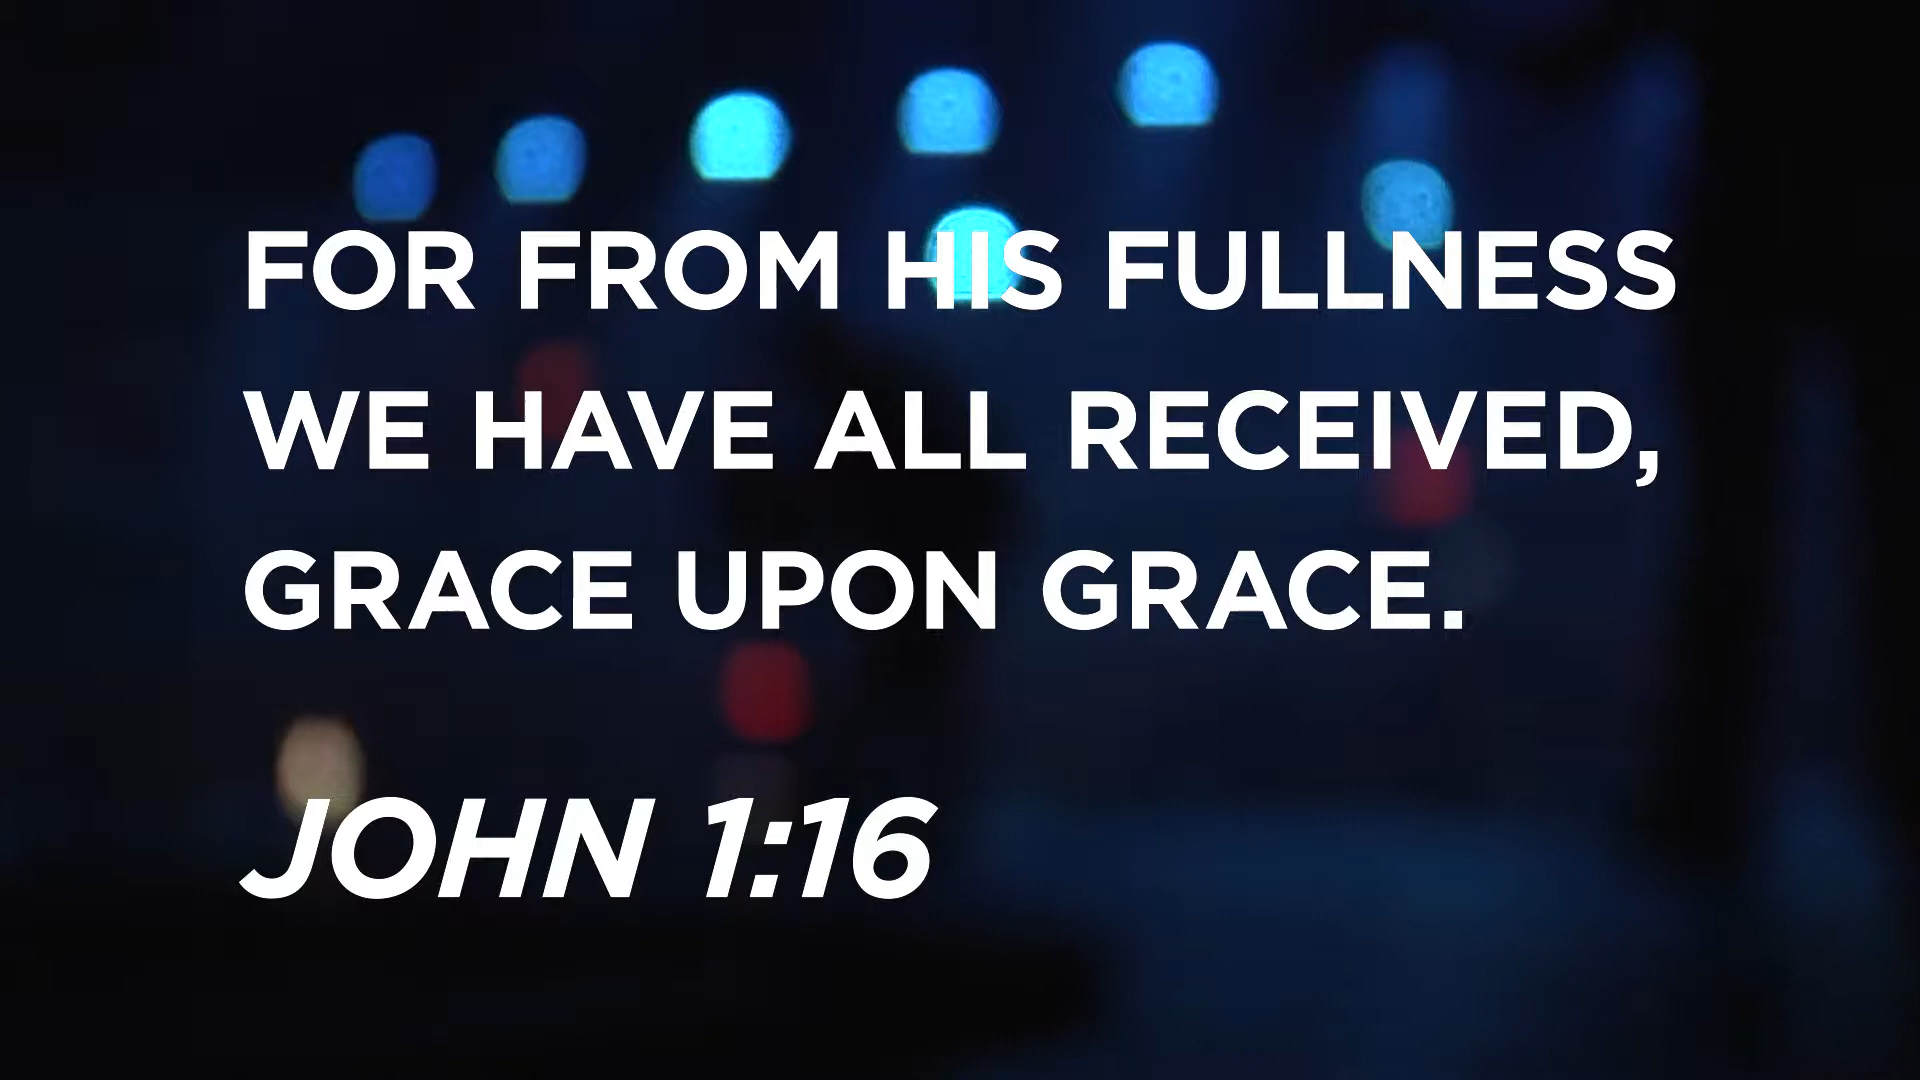 FOR FROM HIS FULLNESS
WE HAVE ALL RECEIVED,
GRACE UPON GRACE.
JOHN 1:16